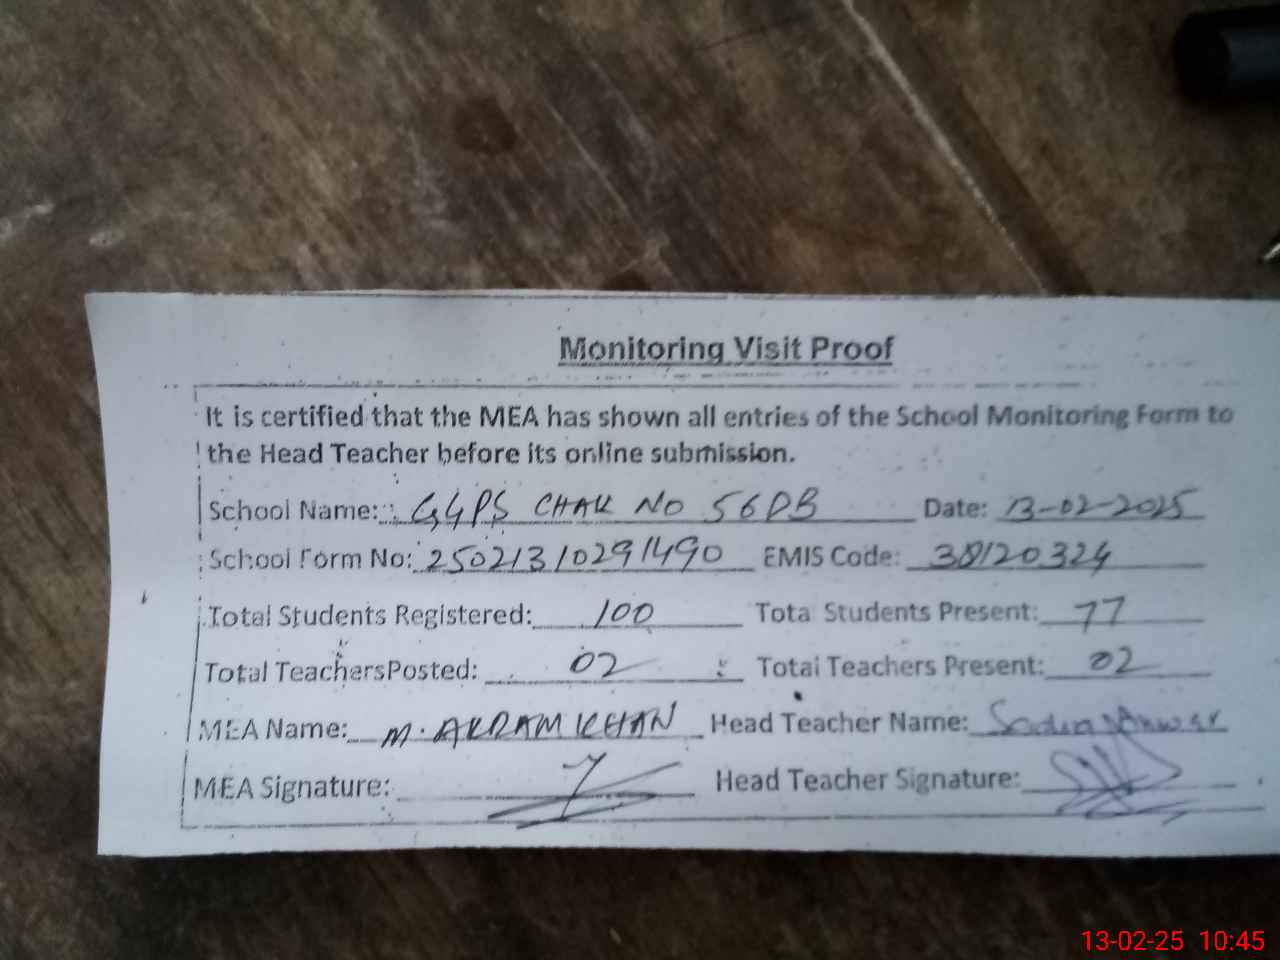 Monitoring Visit Proof
It is certified that the MEA has shown all entries of the School Monitoring Form to
the Head Teacher before its online submission.
School Name: GGPS CHAK NO 56DB Date: 13-02-2025
School Form No: 25021310291490 EMIS Code: 38120324
Total Students Registered: 100 Tota Students Present: 77
Total TeachersPosted: 02 Total Teachers Present: 02
MEA Name: M. AKRAM KHAN Head Teacher Name: Sadia Anwar
MEA Signature: Head Teacher Signature:
13-02-25 10:45